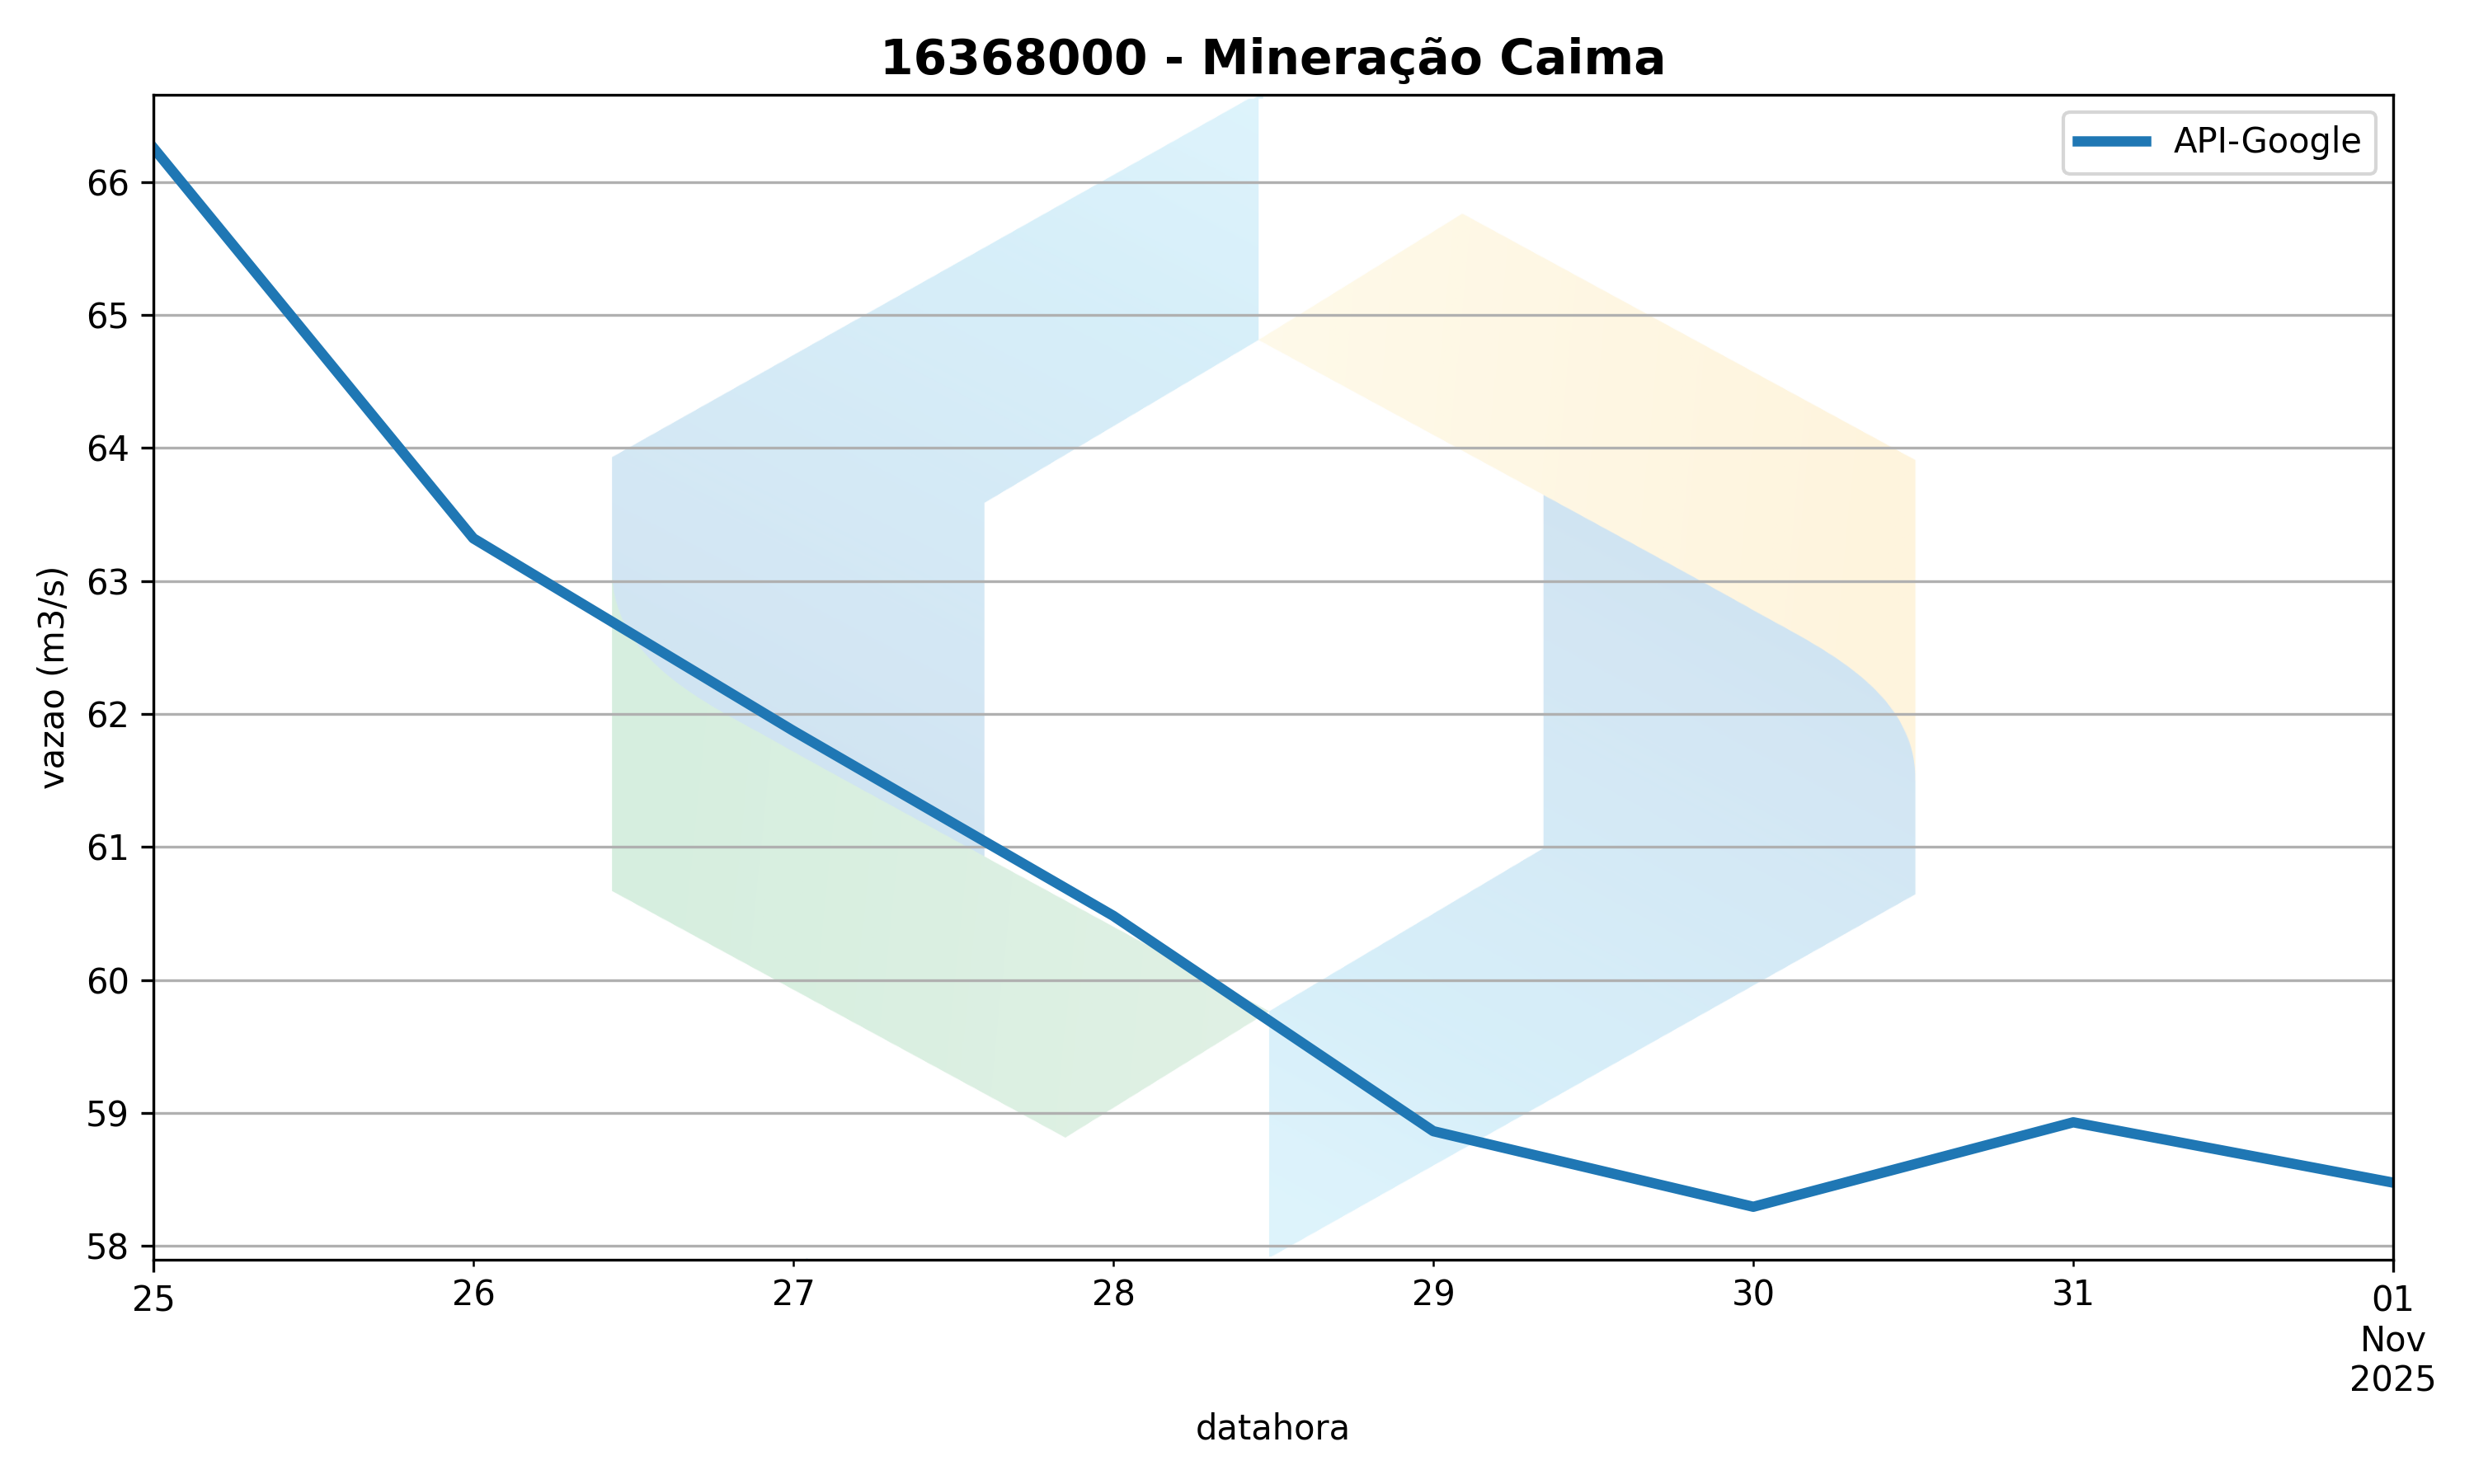 16368000 - Mineração Caima
API-Google
66
65
64
63
62
61
60
59
58
vazao (m3/s)
25 26 27 28 29 30 31 01
Nov
2025
datahora